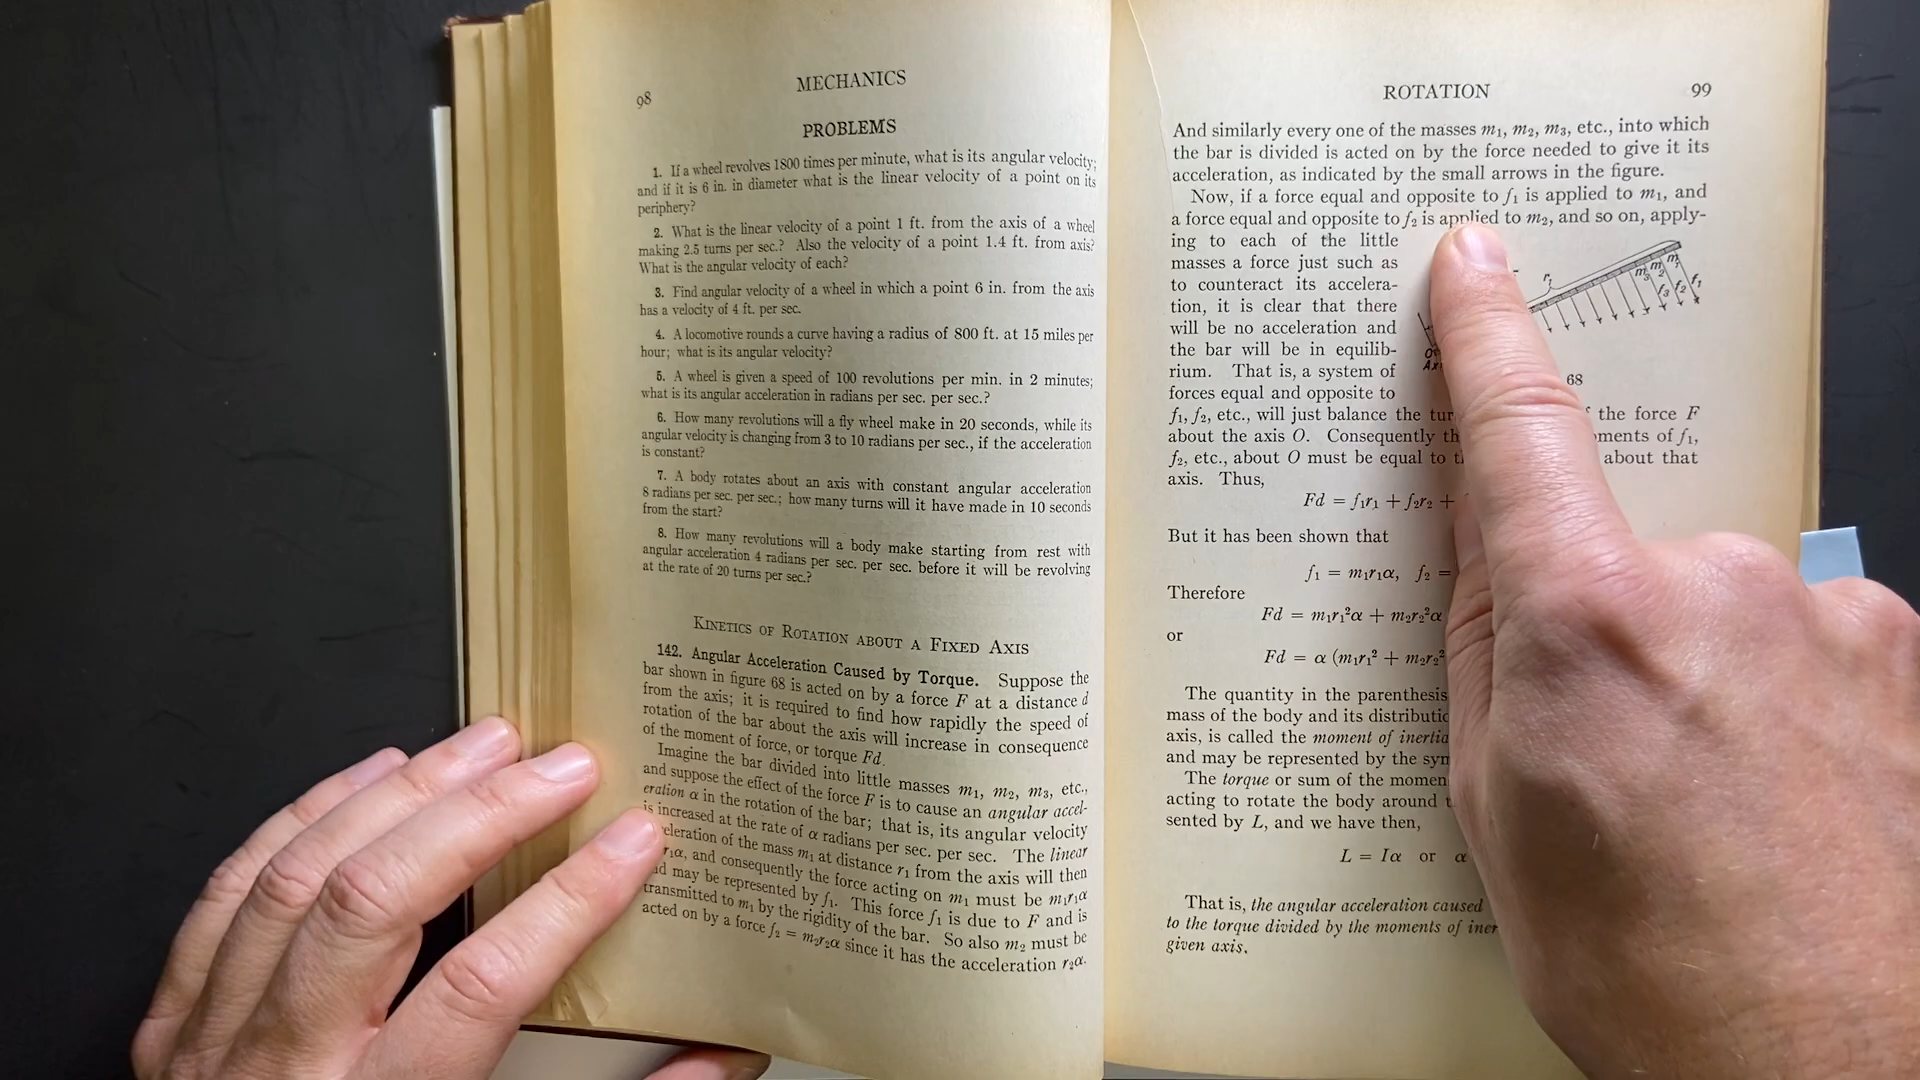 98
MECHANICS
PROBLEMS
1. If a wheel revolves 1800 times per minute, what is its angular velocity;
and if it is 6 in. in diameter what is the linear velocity of a point on its
periphery?
2. What is the linear velocity of a point 1 ft. from the axis of a wheel
making 2.5 turns per sec.? Also the velocity of a point 1.4 ft. from axis?
What is the angular velocity of each?
3. Find angular velocity of a wheel in which a point 6 in. from the axis
has a velocity of 4 ft. per sec.
4. A locomotive rounds a curve having a radius of 800 ft. at 15 miles per
hour; what is its angular velocity?
5. A wheel is given a speed of 100 revolutions per min. in 2 minutes;
what is its angular acceleration in radians per sec. per sec.?
6. How many revolutions will a fly wheel make in 20 seconds, while its
angular velocity is changing from 3 to 10 radians per sec., if the acceleration
is constant?
7. A body rotates about an axis with constant angular acceleration
8 radians per sec. per sec.; how many turns will it have made in 10 seconds
from the start?
8. How many revolutions will a body make starting from rest with
angular acceleration 4 radians per sec. per sec. before it will be revolving
at the rate of 20 turns per sec.?
KINETICS OF ROTATION ABOUT A FIXED AXIS
142. Angular Acceleration Caused by Torque. Suppose the
bar shown in figure 68 is acted on by a force F at a distance d
from the axis; it is required to find how rapidly the speed of
rotation of the bar about the axis will increase in consequence
of the moment of force, or torque Fd.
Imagine the bar divided into little masses m₁, m₂, m₃, etc.,
and suppose the effect of the force F is to cause an angular accel-
eration α in the rotation of the bar; that is, its angular velocity
is increased at the rate of α radians per sec. per sec. The linear
eleration of the mass m₁ at distance r₁ from the axis will then
r₁α, and consequently the force acting on m₁ must be m₁r₁α
may be represented by f₁. This force f₁ is due to F and is
transmitted to m₁ by the rigidity of the bar. So also m₂ must be
acted on by a force f₂ = m₂r₂α since it has the acceleration r₂α.
ROTATION
99
And similarly every one of the masses m₁, m₂, m₃, etc., into which
the bar is divided is acted on by the force needed to give it its
acceleration, as indicated by the small arrows in the figure.
Now, if a force equal and opposite to f₁ is applied to m₁, and
a force equal and opposite to f₂ is applied to m₂, and so on, apply-
ing to each of the little
masses a force just such as
to counteract its accelera-
tion, it is clear that there
will be no acceleration and
the bar will be in equilib-
rium. That is, a system of
forces equal and opposite to
r₁
m₃ m₂ m₁
f₃ f₂ f₁
O
68
f₁, f₂, etc., will just balance the the force F
about the axis O. Consequently of f₁,
f₂, etc., about O must be equal to about that
axis. Thus,
Fd = f₁r₁ + f₂r₂ +
But it has been shown that
f₁ = m₁r₁α, f₂ =
Therefore
Fd = m₁r₁²α + m₂r₂²α
or
Fd = α (m₁r₁² + m₂r₂²
The quantity in the parenthesis
mass of the body and its
axis, is called the moment of inertia
and may be represented by the
The torque or sum of the
acting to rotate the body around
sented by L, and we have then,
L = Iα or α
That is, the angular acceleration caused
to the torque divided by the moments of
given axis.